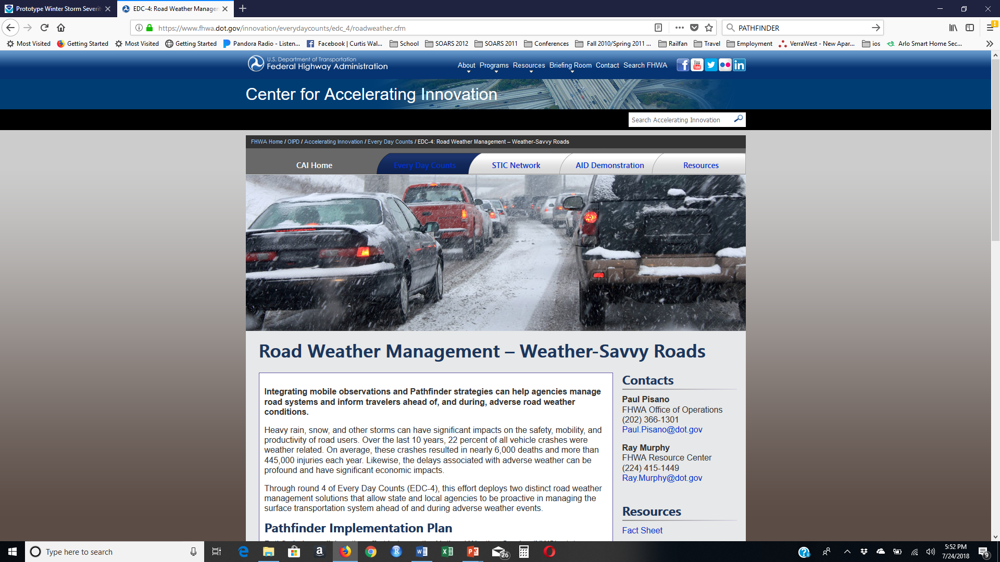 Prototype Winter Storm Severit
EDC-4: Road Weather Managem
https://www.fhwa.dot.gov/innovation/everydaycounts/edc_4/roadweather.cfm
PATHFINDER
Most Visited
Getting Started
Most Visited
Getting Started
Pandora Radio - Listen...
Facebook | Curtis Wal...
School
SOARS 2012
SOARS 2011
Conferences
Fall 2010/Spring 2011 ...
Railfan
Travel
Employment
VerraWest - New Apar...
ios
Arlo Smart Home Sec...
U.S. Department of Transportation
Federal Highway Administration
About
Programs
Resources
Briefing Room
Contact
Search FHWA
Center for Accelerating Innovation
Search Accelerating Innovation
FHWA Home / OIPD / Accelerating Innovation / Every Day Counts / EDC-4: Road Weather Management – Weather-Savvy Roads
CAI Home
Every Day Counts
STIC Network
AID Demonstration
Resources
Road Weather Management – Weather-Savvy Roads
Integrating mobile observations and Pathfinder strategies can help agencies manage
road systems and inform travelers ahead of, and during, adverse road weather
conditions.
Heavy rain, snow, and other storms can have significant impacts on the safety, mobility, and
productivity of road users. Over the last 10 years, 22 percent of all vehicle crashes were
weather related. On average, these crashes resulted in nearly 6,000 deaths and more than
445,000 injuries each year. Likewise, the delays associated with adverse weather can be
profound and have significant economic impacts.
Through round 4 of Every Day Counts (EDC-4), this effort deploys two distinct road weather
management solutions that allow state and local agencies to be proactive in managing the
surface transportation system ahead of and during adverse weather events.
Pathfinder Implementation Plan
Contacts
Paul Pisano
FHWA Office of Operations
(202) 366-1301
Paul.Pisano@dot.gov
Ray Murphy
FHWA Resource Center
(224) 415-1449
Ray.Murphy@dot.gov
Resources
Fact Sheet
Type here to search
26
5:52 PM
7/24/2018
9